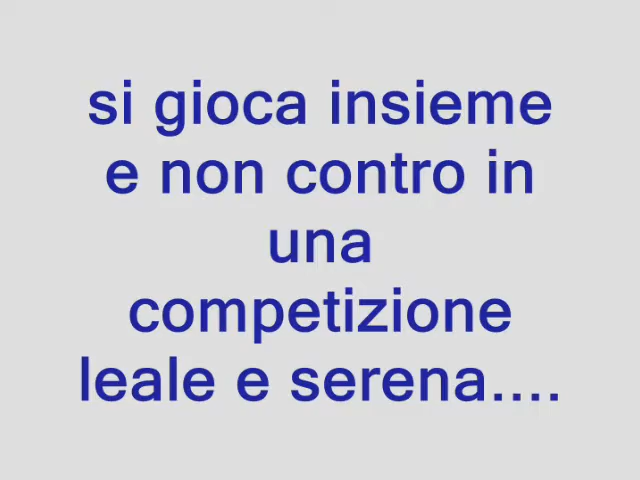 si gioca insieme
e non contro in
una
competizione
leale e serena....